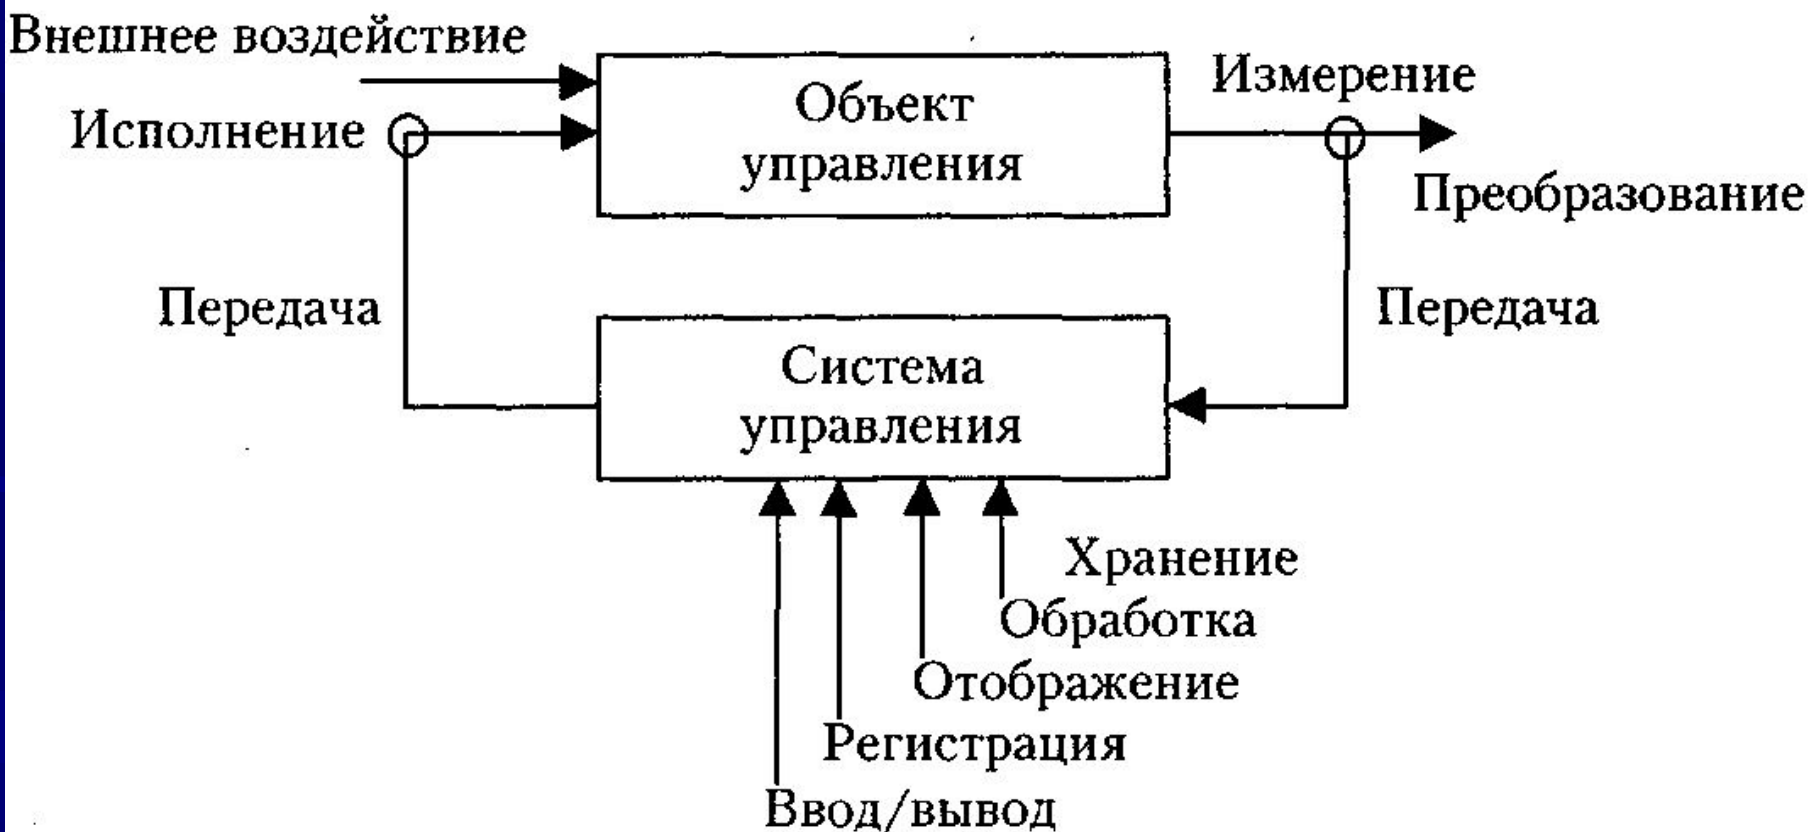 Внешнее воздействие
Объект
управления
Измерение
Исполнение
Преобразование
Передача
Передача
Система
управления
Хранение
Обработка
Отображение
Регистрация
Ввод/вывод